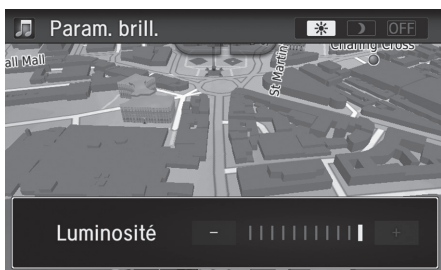 Param. brill.
OFF
all Mall
St Martin
Charing Cross
Luminosité - +